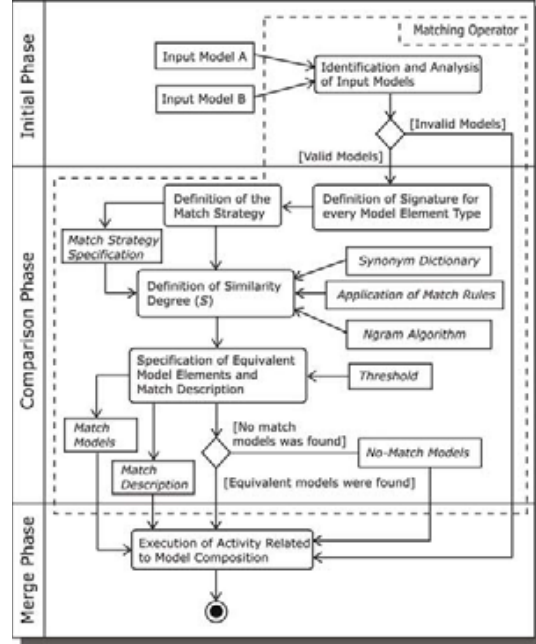 Initial Phase
Matching Operator
Input Model A
Input Model B
Identification and Analysis
of Input Models
[Invalid Models]
[Valid Models]
Comparison Phase
Definition of the
Match Strategy
Definition of Signature for
every Model Element Type
Match Strategy
Specification
Definition of Similarity
Degree (S)
Synonym Dictionary
Application of Match Rules
Ngram Algorithm
Specification of Equivalent
Model Elements and
Match Description
Threshold
Match
Models
[No match
models was found]
No-Match Models
Match
Description
[Equivalent models were found]
Merge Phase
Execution of Activity Related
to Model Composition